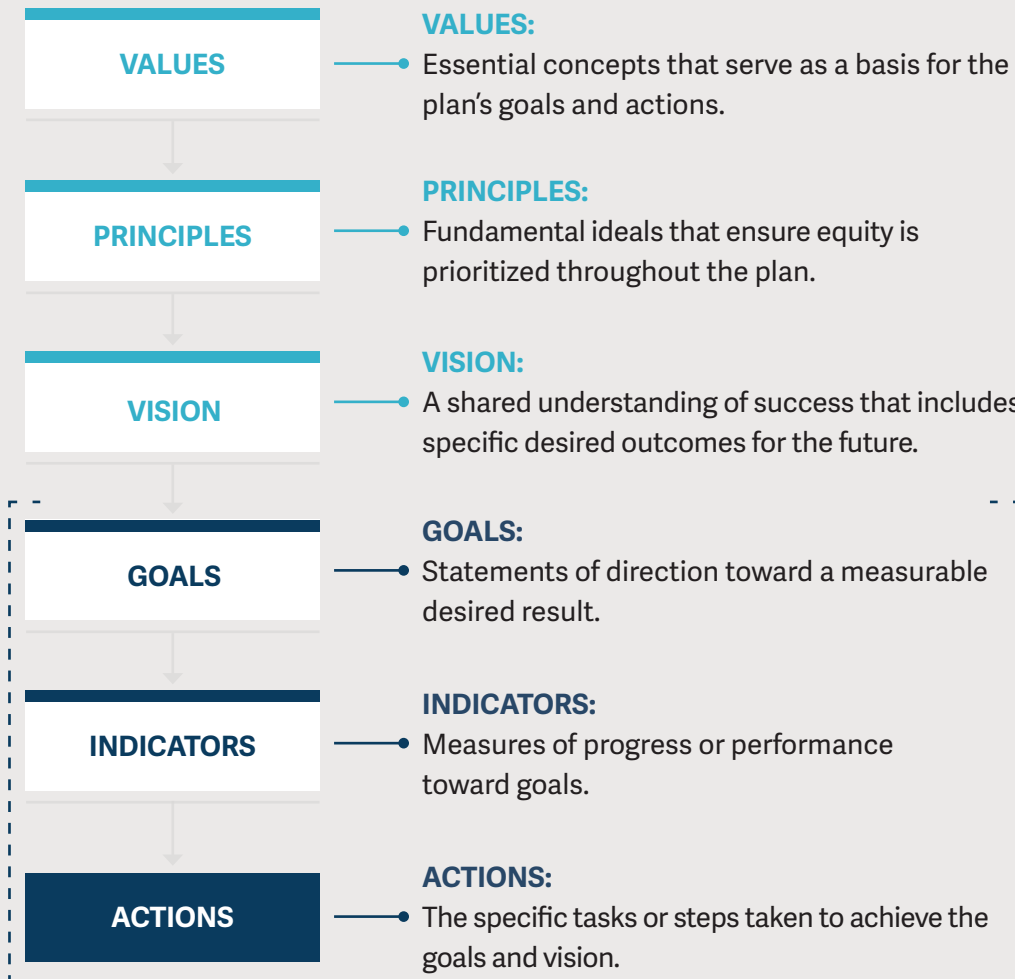 VALUES
VALUES:
Essential concepts that serve as a basis for the
plan’s goals and actions.
PRINCIPLES
PRINCIPLES:
Fundamental ideals that ensure equity is
prioritized throughout the plan.
VISION
VISION:
A shared understanding of success that includes
specific desired outcomes for the future.
GOALS
GOALS:
Statements of direction toward a measurable
desired result.
INDICATORS
INDICATORS:
Measures of progress or performance
toward goals.
ACTIONS
ACTIONS:
The specific tasks or steps taken to achieve the
goals and vision.